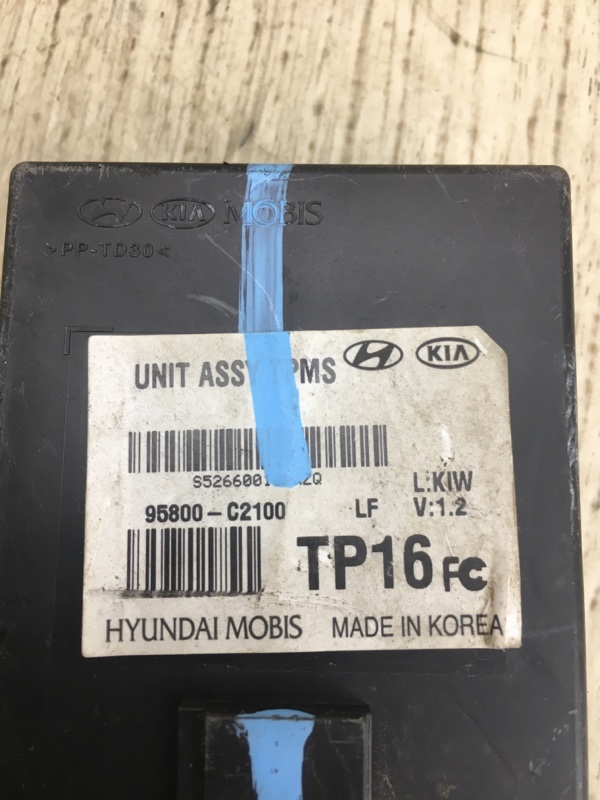 KIA MOBIS
>PP-TD30<
UNIT ASSY TPMS KIA
L:KIW
95800-C2100 LF V:1.2
TP16 FC
HYUNDAI MOBIS MADE IN KOREA